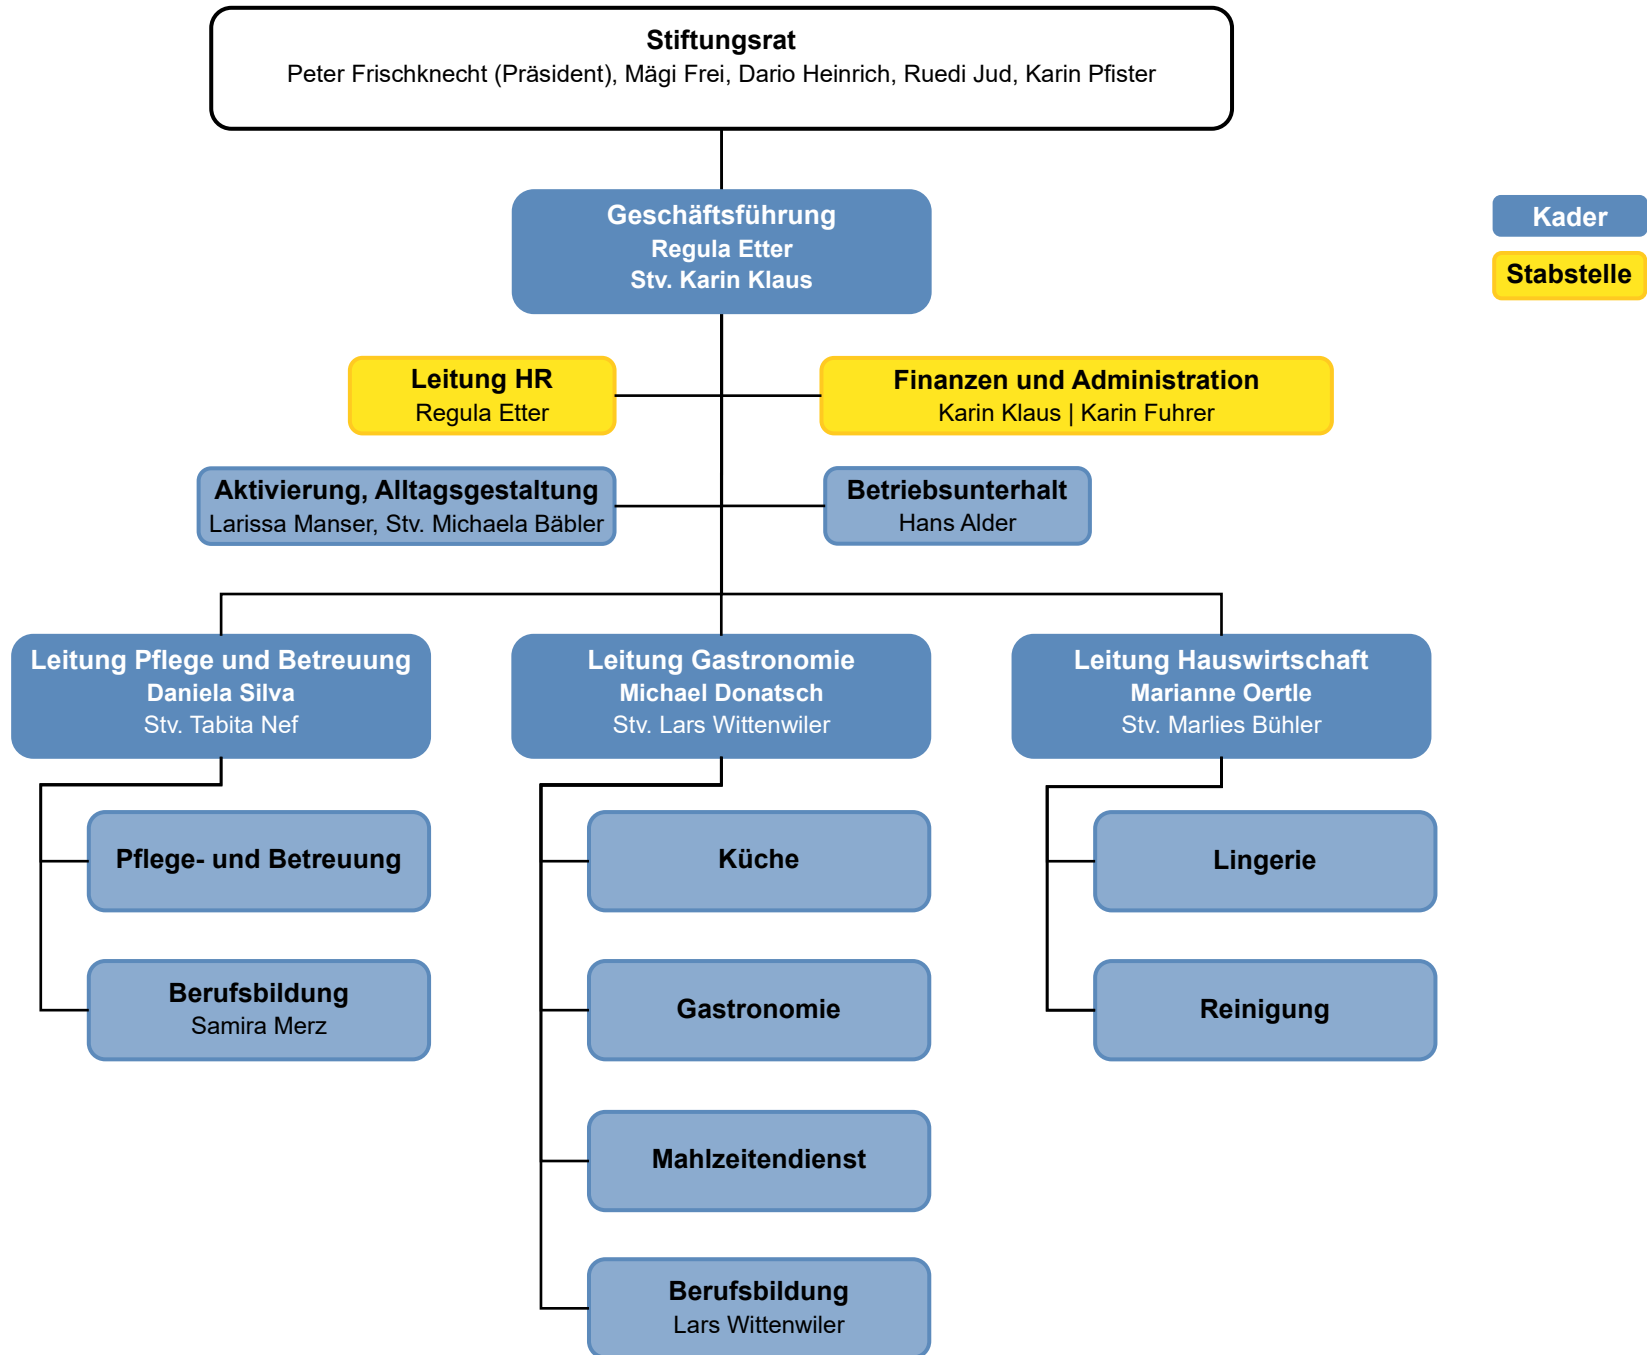 Stiftungsrat
Peter Frischknecht (Präsident), Mägi Frei, Dario Heinrich, Ruedi Jud, Karin Pfister
Geschäftsführung
Regula Etter
Stv. Karin Klaus
Kader
Stabstelle
Leitung HR
Regula Etter
Finanzen und Administration
Karin Klaus | Karin Fuhrer
Aktivierung, Alltagsgestaltung
Larissa Manser, Stv. Michaela Bäbler
Betriebsunterhalt
Hans Alder
Leitung Pflege und Betreuung
Daniela Silva
Stv. Tabita Nef
Leitung Gastronomie
Michael Donatsch
Stv. Lars Wittenwiler
Leitung Hauswirtschaft
Marianne Oertle
Stv. Marlies Bühler
Pflege- und Betreuung
Küche
Lingerie
Berufsbildung
Samira Merz
Gastronomie
Reinigung
Mahlzeitendienst
Berufsbildung
Lars Wittenwiler